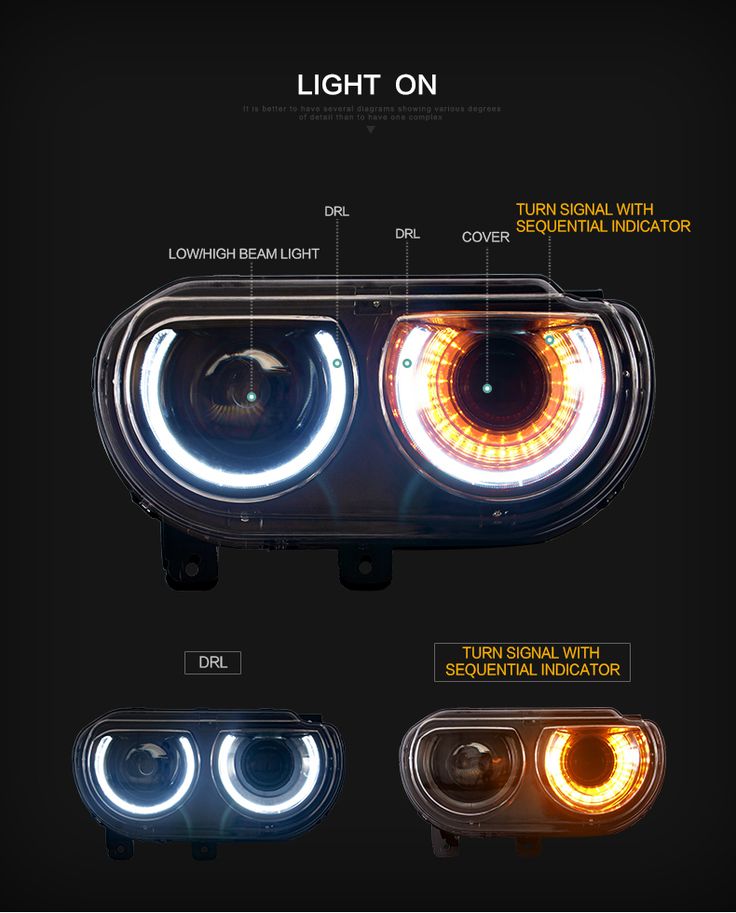 LIGHT ON
It is better to have several diagrams showing various degrees
of detail than to have one complex
DRL
TURN SIGNAL WITH
SEQUENTIAL INDICATOR
DRL
COVER
LOW/HIGH BEAM LIGHT
DRL
TURN SIGNAL WITH
SEQUENTIAL INDICATOR